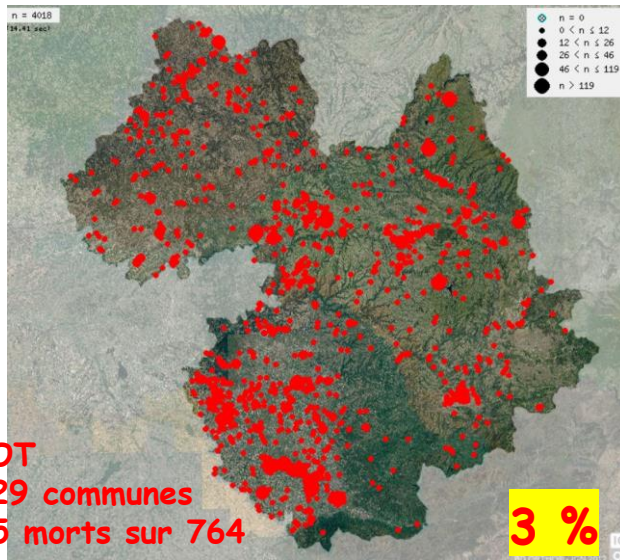 n = 4018
n = 0
0 < n ≤ 12
12 < n ≤ 26
26 < n ≤ 46
46 < n ≤ 119
n > 119
OT
29 communes
5 morts sur 764
3 %